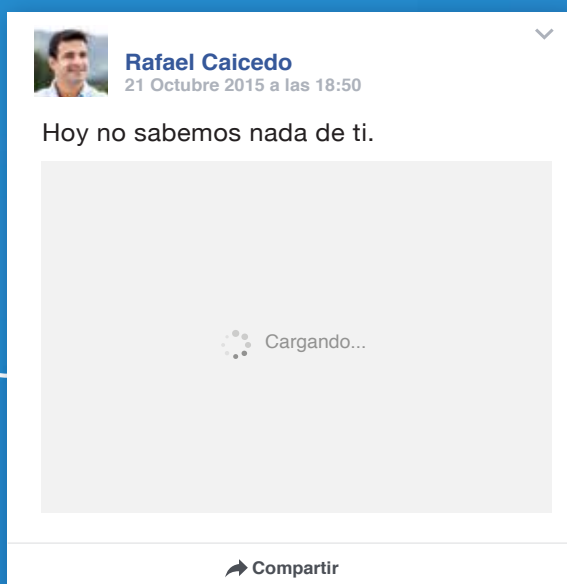 Rafael Caicedo
21 Octubre 2015 a las 18:50
Hoy no sabemos nada de ti.
Cargando...
Compartir